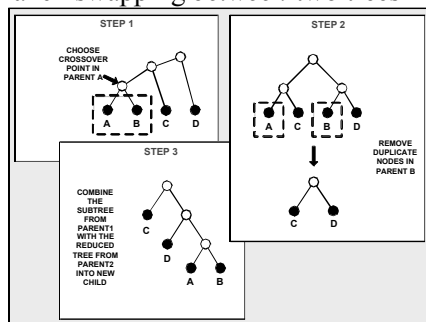 STEP 1
CHOOSE
CROSSOVER
POINT IN
PARENT A
A B C D
STEP 2
A C B D
REMOVE
DUPLICATE
NODES IN
PARENT B
C D
STEP 3
COMBINE
THE
SUBTREE
FROM
PARENT1
WITH THE
REDUCED
TREE FROM
PARENT2
INTO NEW
CHILD
C
D
A B